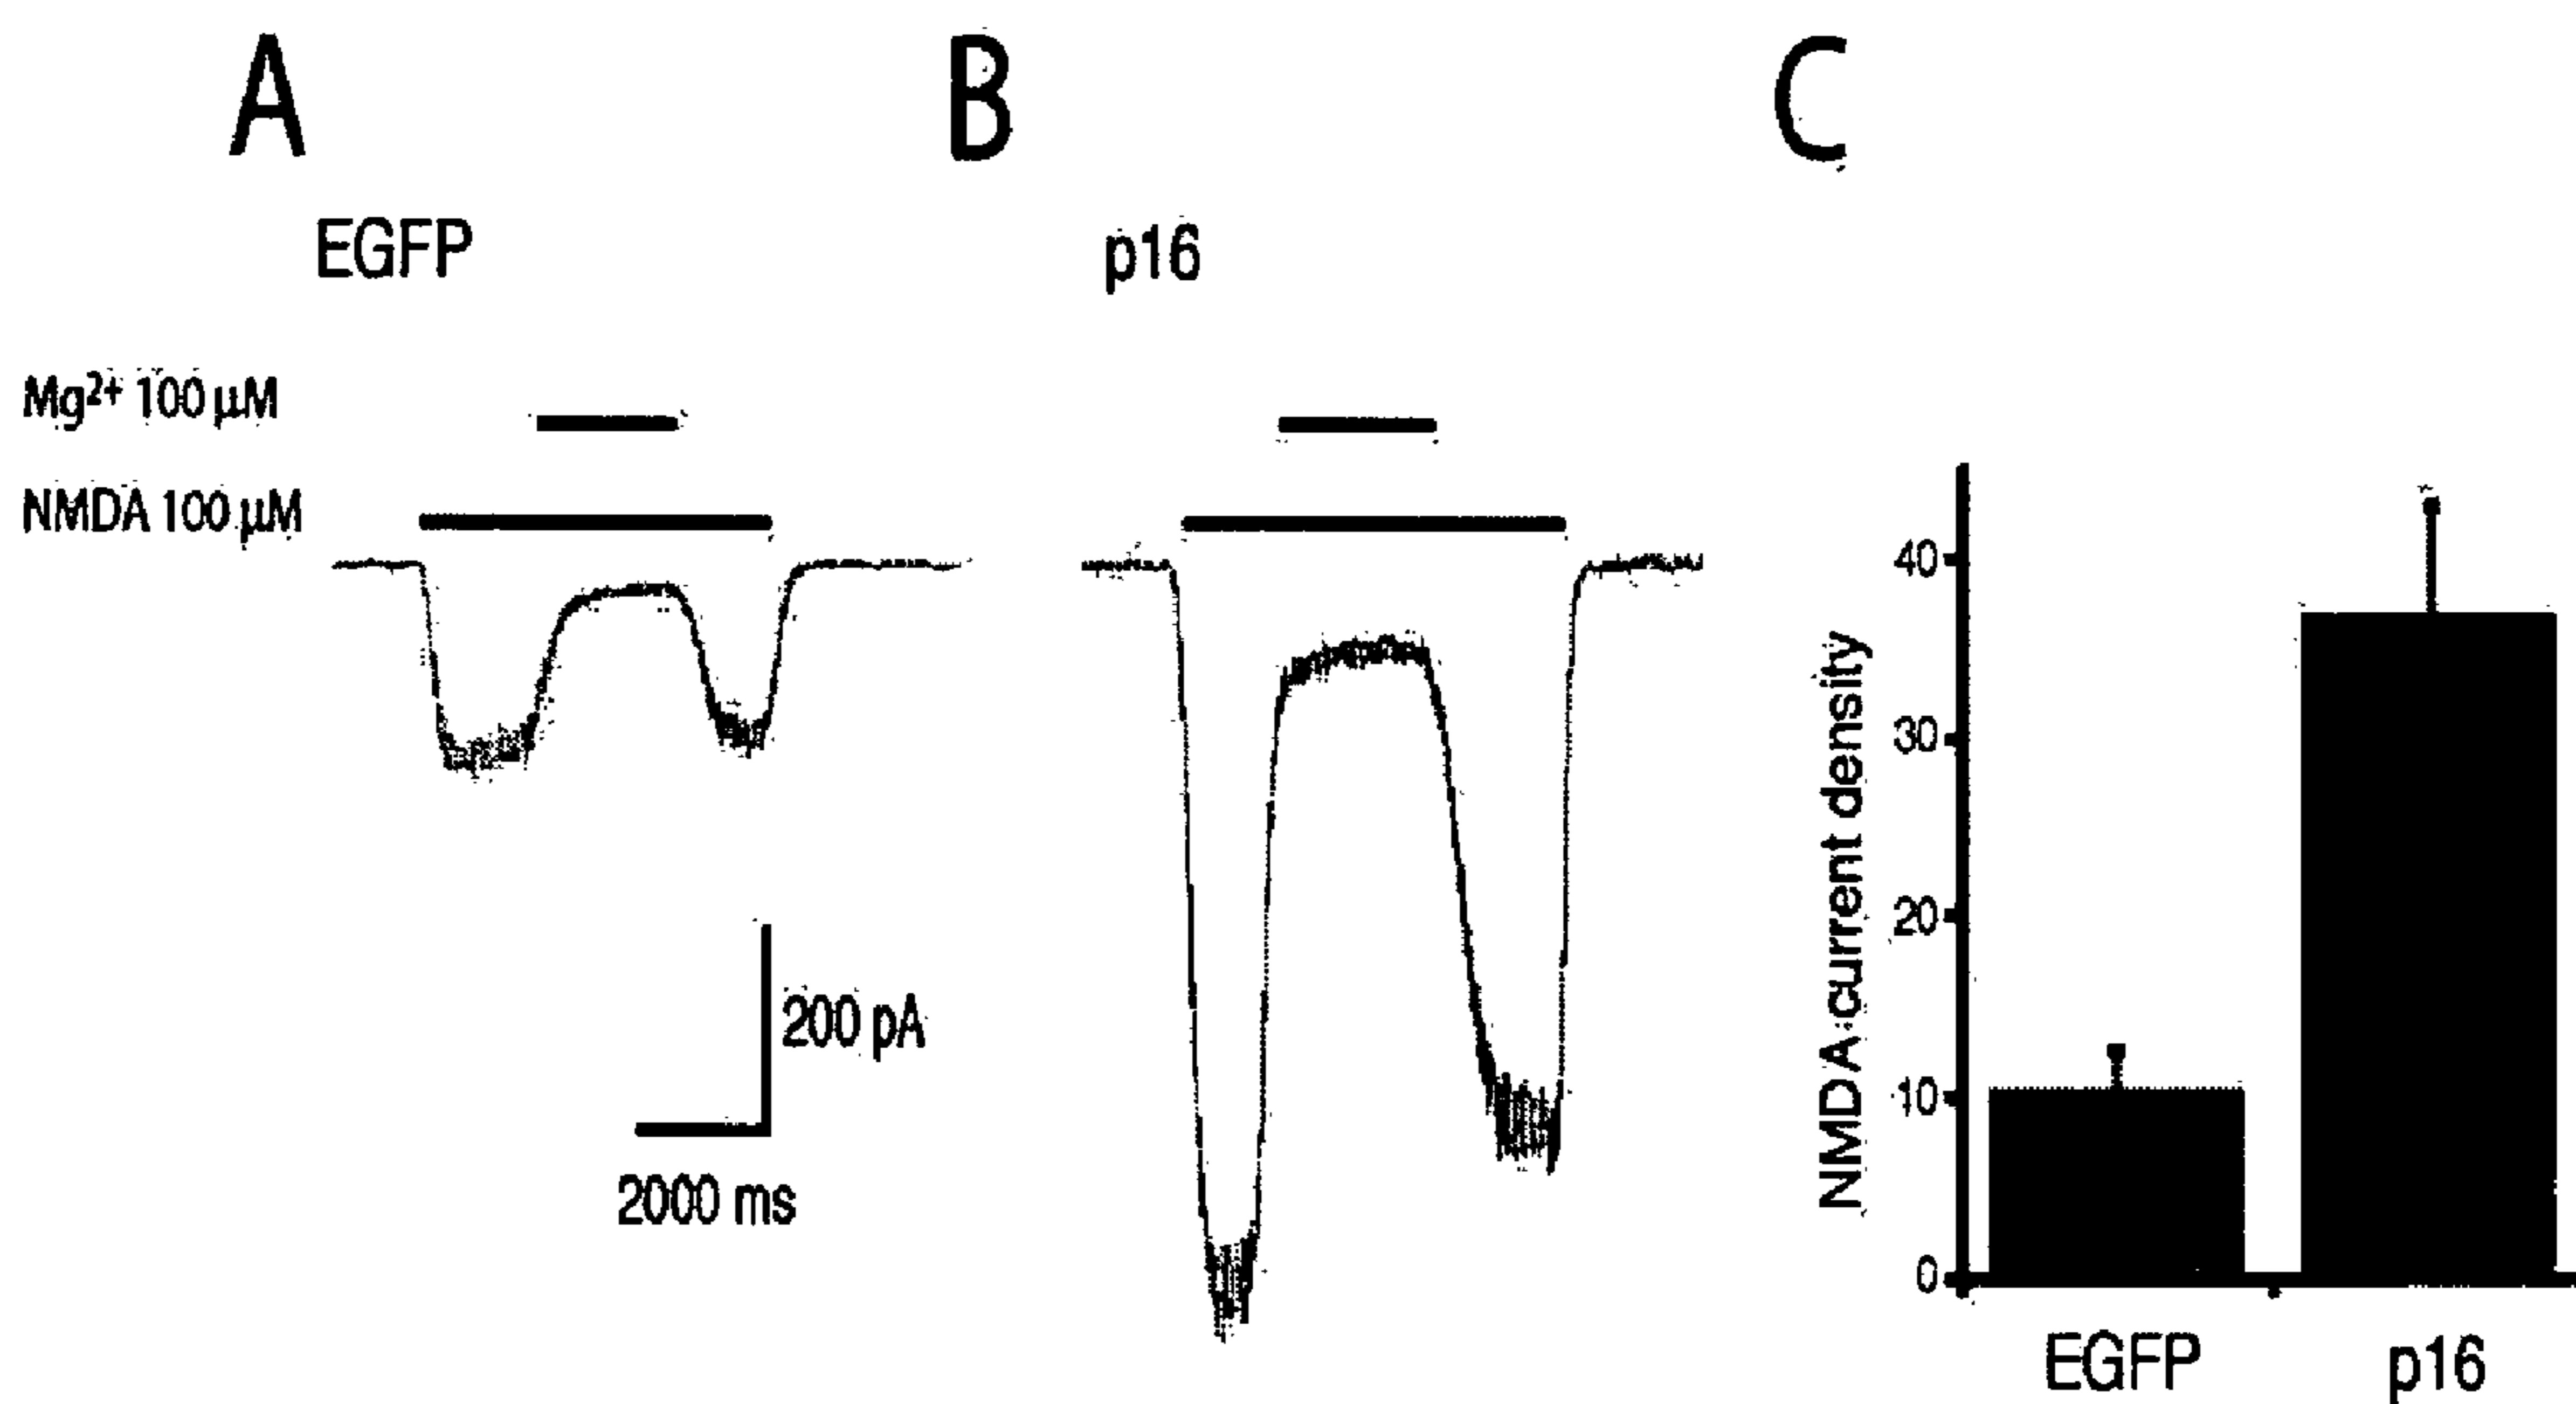 A
B
C
EGFP
p16
Mg²⁺ 100 µM
NMDA 100 µM
200 pA
2000 ms
NMDA current density
40
30
20
10
0
EGFP
p16